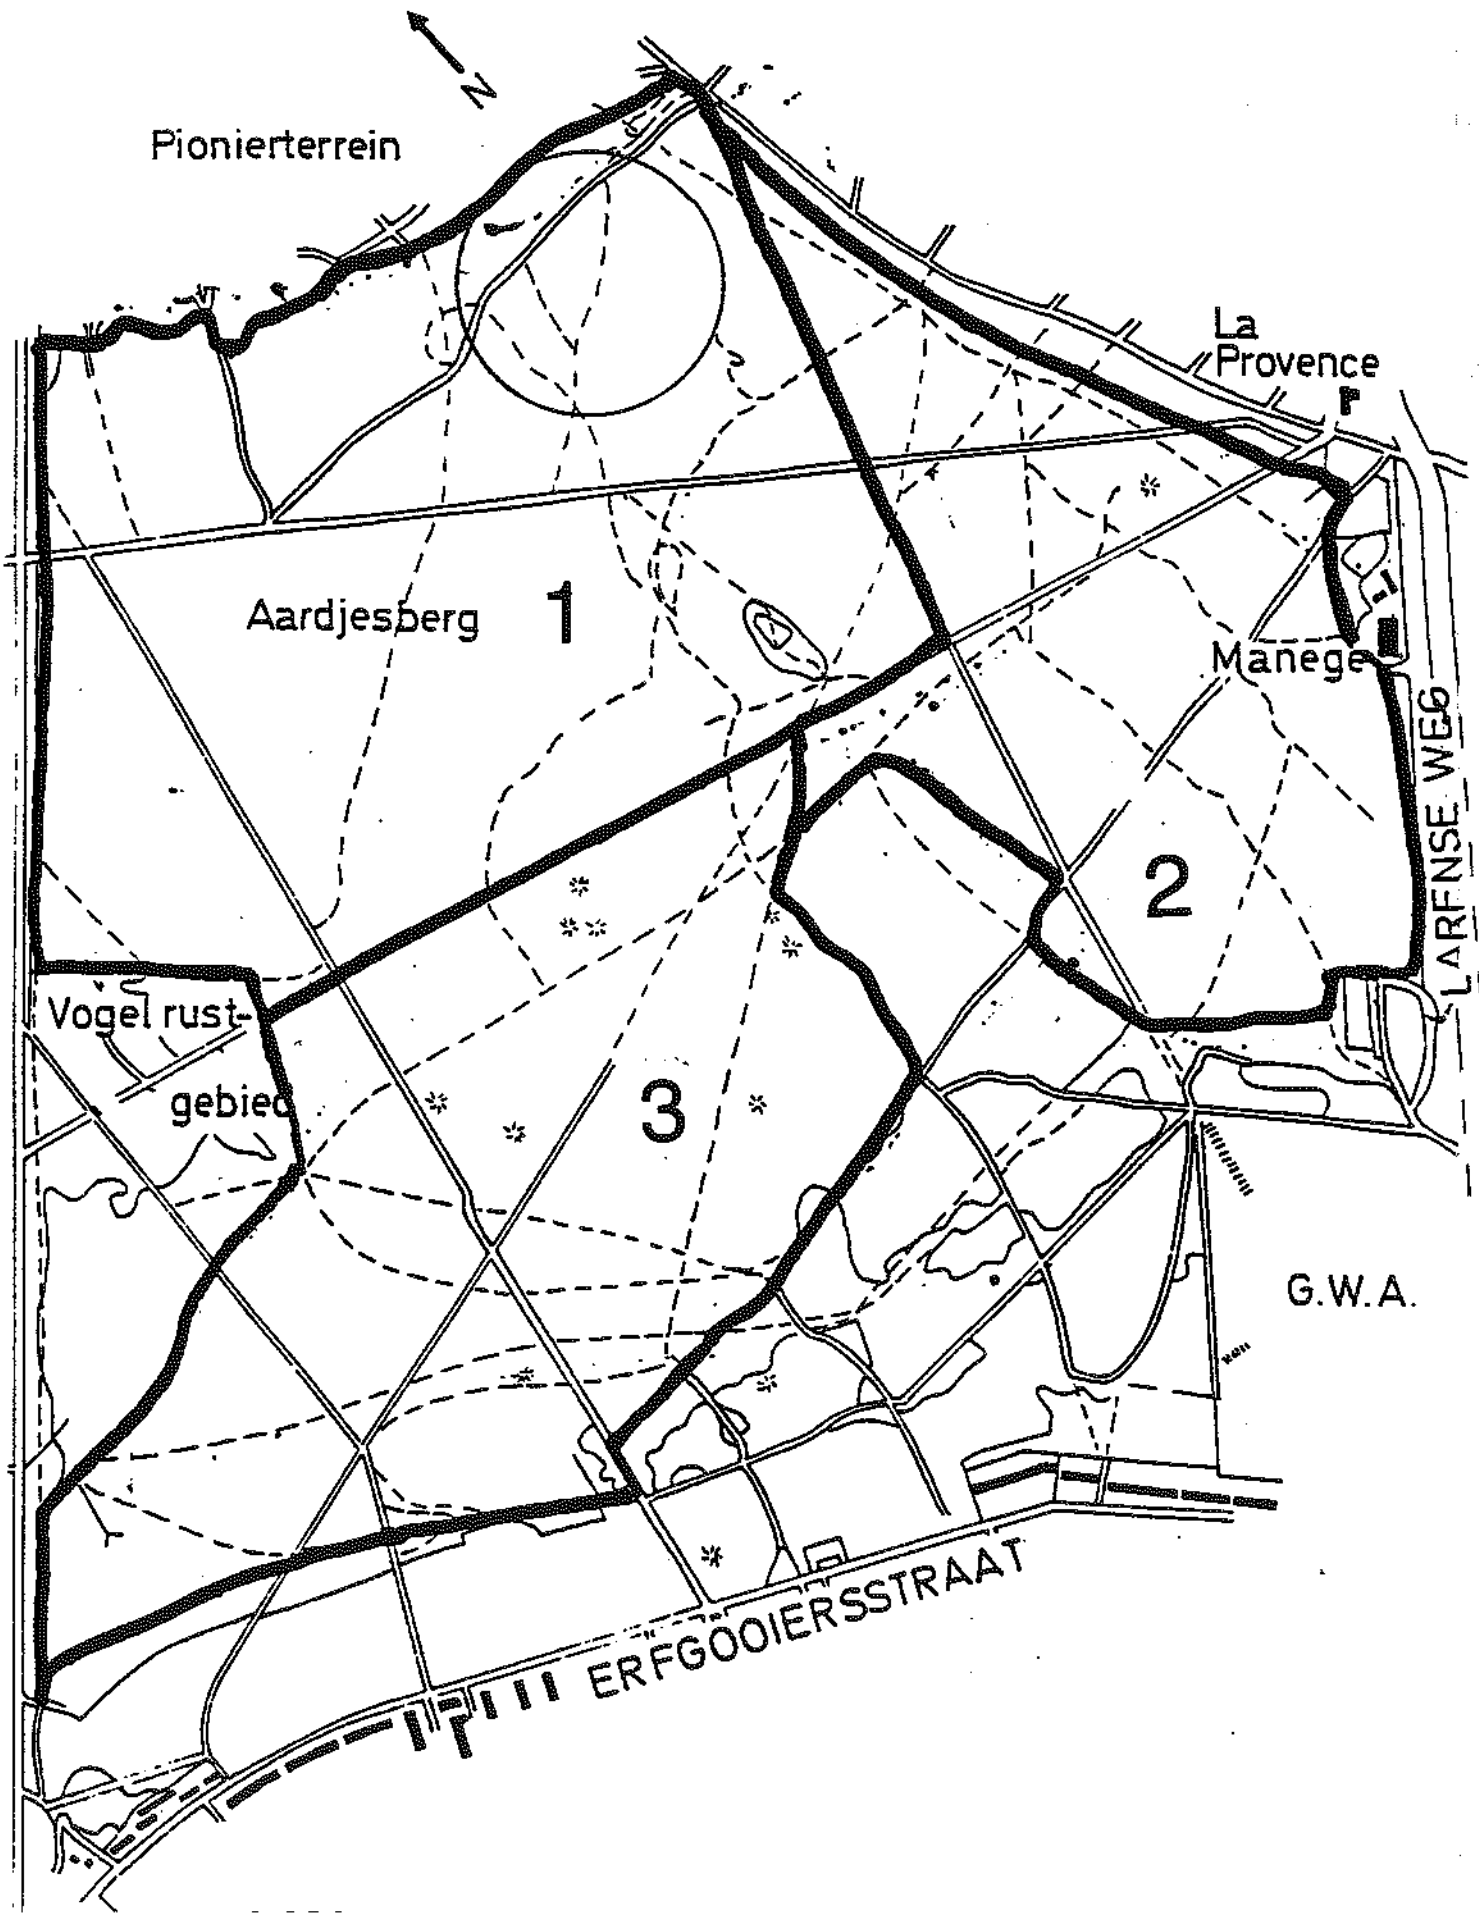 N
Pionierterrein
La
Provence
Aardjesberg
1
Manege
LARENSE WEG
2
Vogel rust-
gebied
3
G.W.A.
ERFGOOIERSSTRAAT